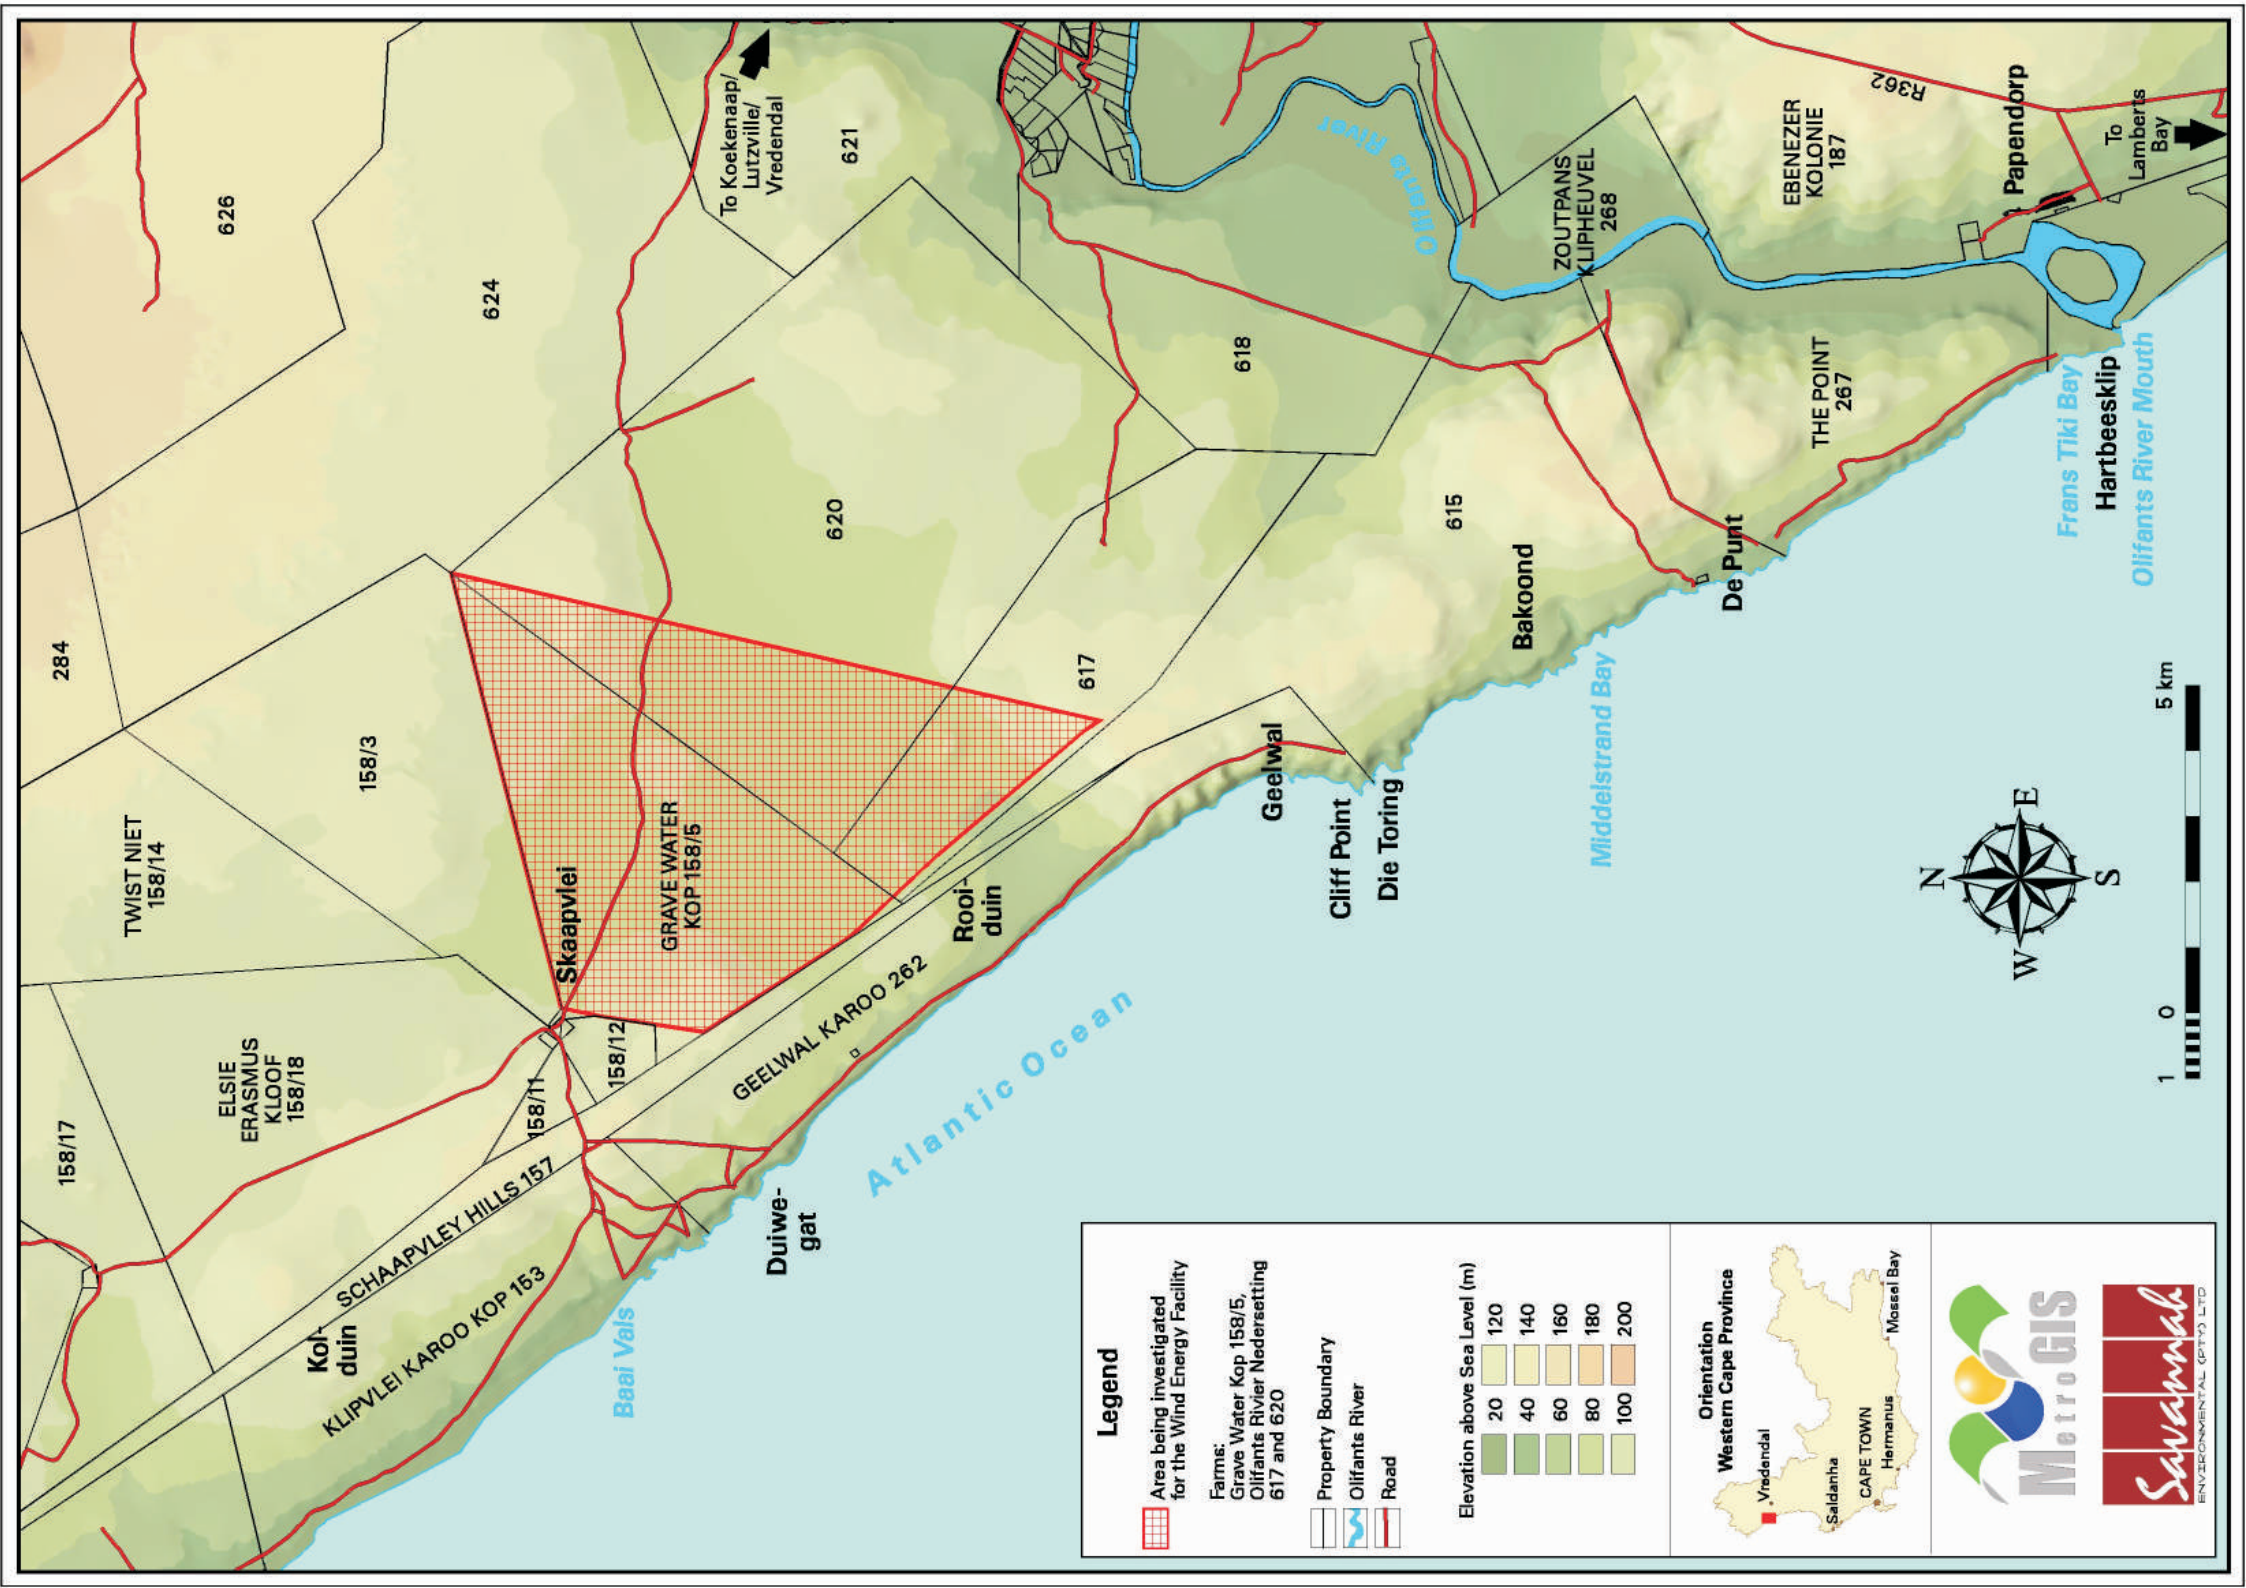 626
624
284
158/3
TWIST NIET
158/14
158/17
ELSIE
ERASMUS
KLOOF
158/18
158/11
158/12
Skaapvlei
GRAVE WATER
KOP 158/5
To Koekenaap/
Lutzville/
Vredendal
621
620
618
617
615
Olifants River
ZOUTPANS
KLIPHEUVEL
268
EBENEZER
KOLONIE
187
R362
Papendorp
To
Lamberts
Bay
THE POINT
267
Frans Tiki Bay
Hartbeesklip
Olifants River Mouth
De Punt
Bakoond
Middelstrand Bay
Geelwal
Cliff Point
Die Toring
Rooi-
duin
GEELWAL KAROO 262
SCHAAPVLEY HILLS 157
KLIPVLEI KAROO KOP 153
Kol-
duin
Duiwe-
gat
Baai Vals
Atlantic Ocean
N
E
S
W
1 0 5 km
Legend
Area being investigated
for the Wind Energy Facility
Farms:
Grave Water Kop 158/5,
Olifants Rivier Nedersetting
617 and 620
Property Boundary
Olifants River
Road
Elevation above Sea Level (m)
20 120
40 140
60 160
80 180
100 200
Orientation
Western Cape Province
Vredendal
Saldanha
CAPE TOWN
Hermanus
Mossel Bay
MetroGIS
Savannah
ENVIRONMENTAL (PTY) LTD